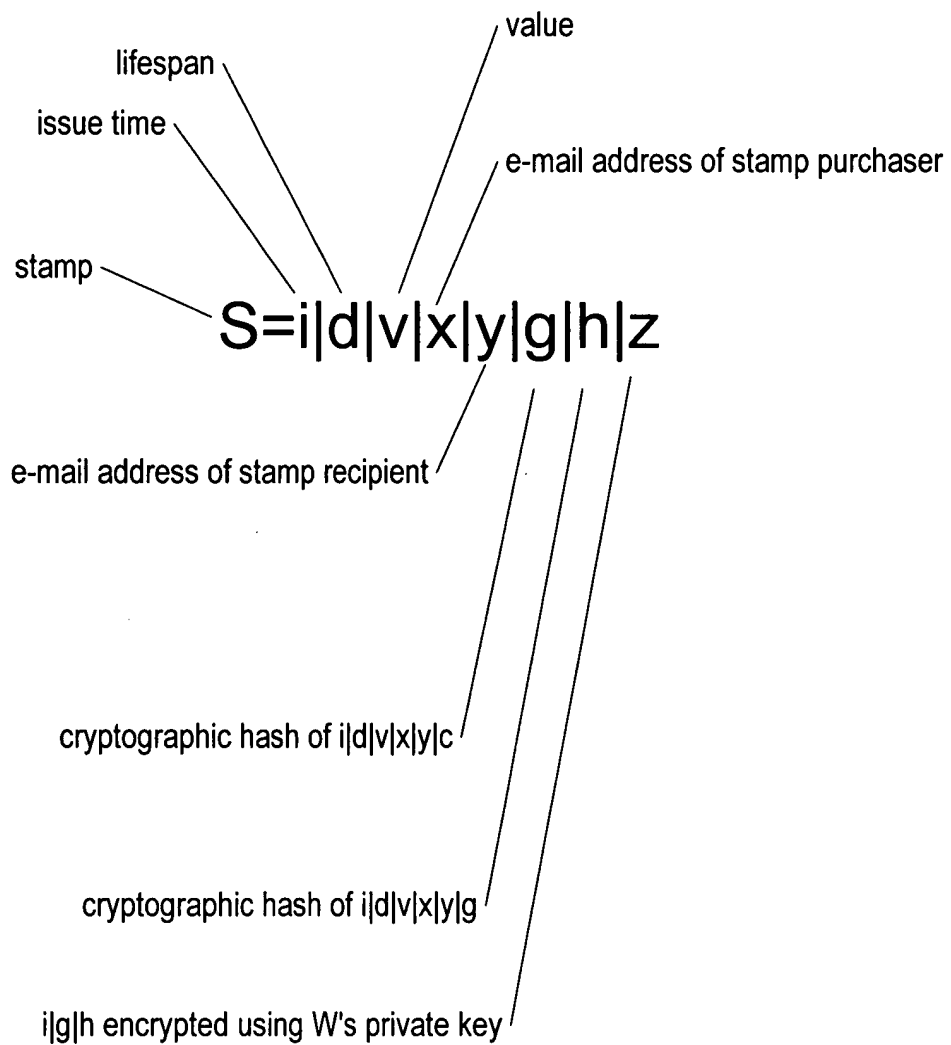 value
lifespan
issue time
e-mail address of stamp purchaser
stamp
S=i|d|v|x|y|g|h|z
e-mail address of stamp recipient
cryptographic hash of i|d|v|x|y|c
cryptographic hash of i|d|v|x|y|g
i|g|h encrypted using W's private key